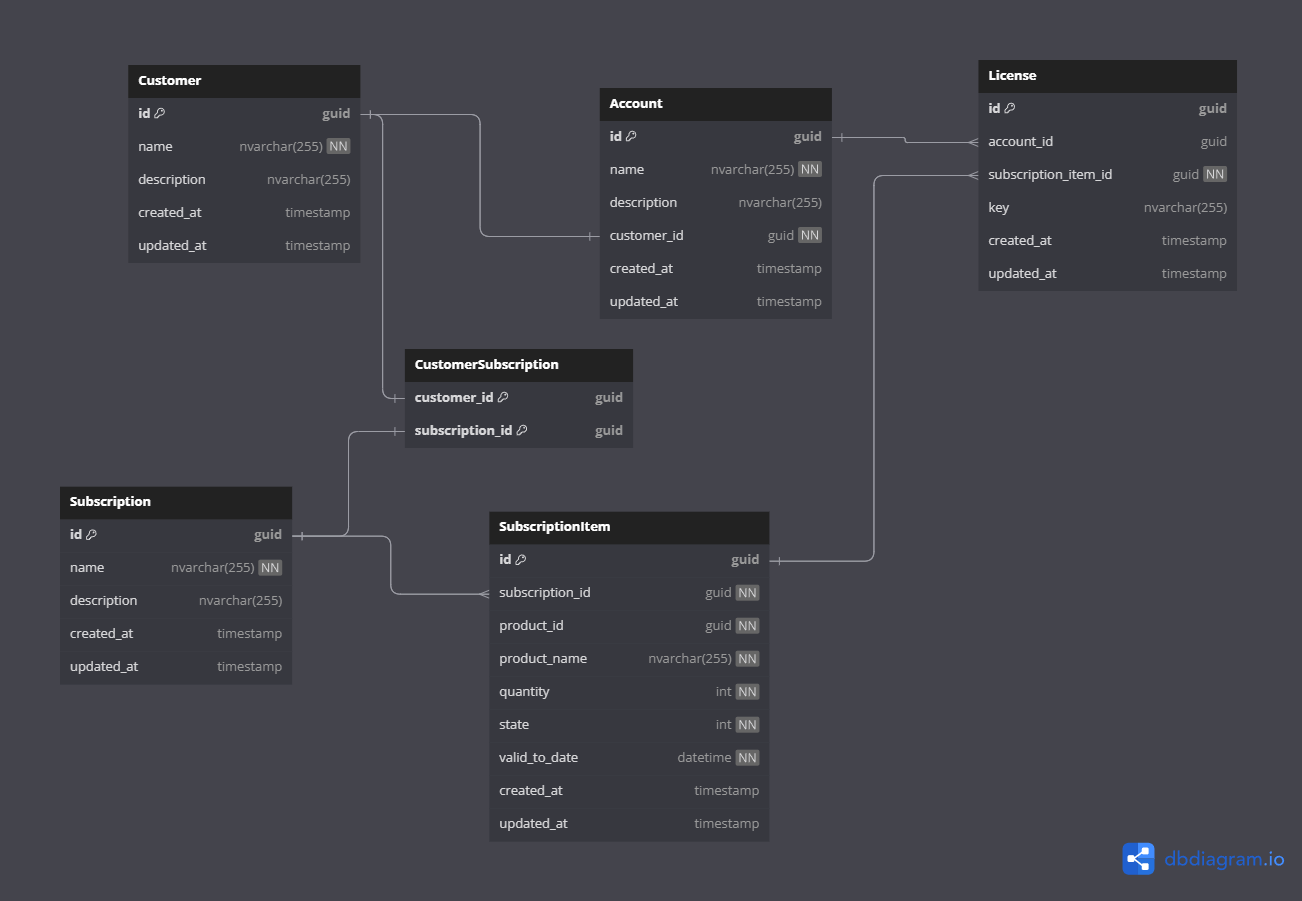 Customer
id guid
name nvarchar(255) NN
description nvarchar(255)
created_at timestamp
updated_at timestamp
Account
id guid
name nvarchar(255) NN
description nvarchar(255)
customer_id guid NN
created_at timestamp
updated_at timestamp
License
id guid
account_id guid
subscription_item_id guid NN
key nvarchar(255)
created_at timestamp
updated_at timestamp
CustomerSubscription
customer_id guid
subscription_id guid
Subscription
id guid
name nvarchar(255) NN
description nvarchar(255)
created_at timestamp
updated_at timestamp
SubscriptionItem
id guid
subscription_id guid NN
product_id guid NN
product_name nvarchar(255) NN
quantity int NN
state int NN
valid_to_date datetime NN
created_at timestamp
updated_at timestamp
dbdiagram.io